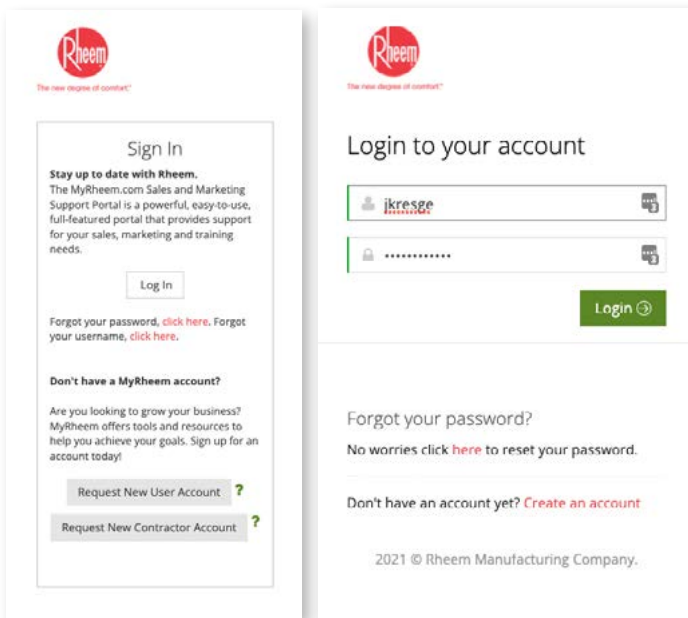 Rheem
The new degree of comfort.®
Sign In
Stay up to date with Rheem.
The MyRheem.com Sales and Marketing
Support Portal is a powerful, easy-to-use,
full-featured portal that provides support
for your sales, marketing and training
needs.
Log In
Forgot your password, click here. Forgot
your username, click here.
Don't have a MyRheem account?
Are you looking to grow your business?
MyRheem offers tools and resources to
help you achieve your goals. Sign up for an
account today!
Request New User Account ?
Request New Contractor Account ?
Rheem
The new degree of comfort.®
Login to your account
jkresge
••••••••••••
Login
Forgot your password?
No worries click here to reset your password.
Don't have an account yet? Create an account
2021 © Rheem Manufacturing Company.